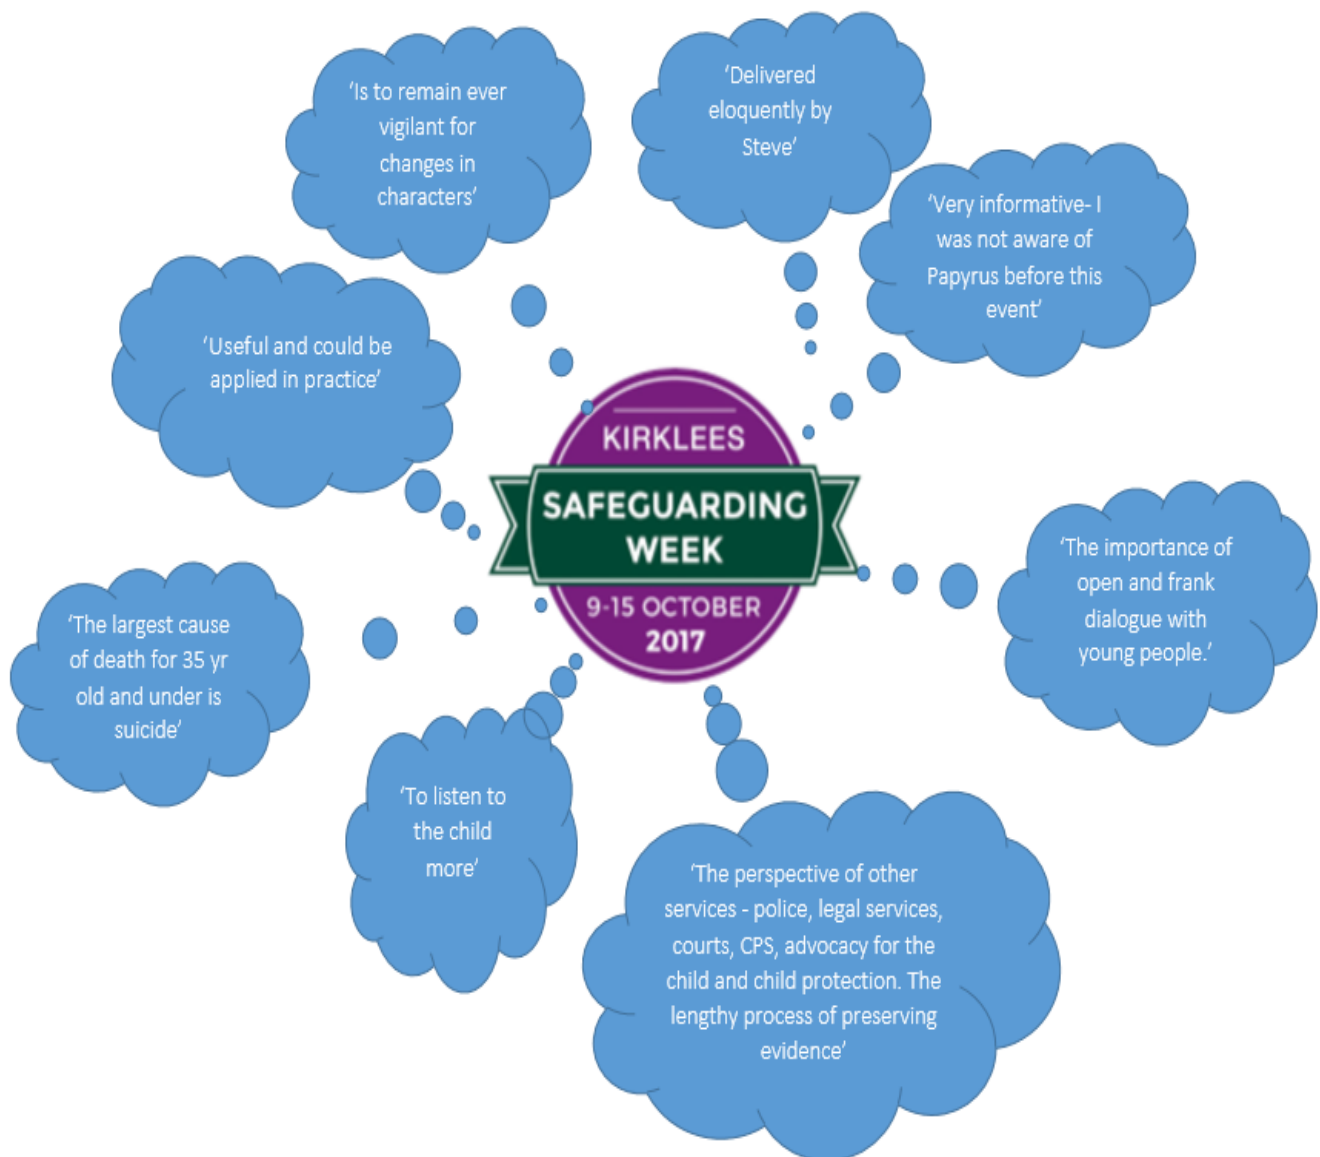 ‘Is to remain ever
vigilant for
changes in
characters’
‘Delivered
eloquently by
Steve’
‘Very informative- I
was not aware of
Papyrus before this
event’
‘Useful and could be
applied in practice’
KIRKLEES
SAFEGUARDING
WEEK
9-15 OCTOBER
2017
‘The importance of
open and frank
dialogue with
young people.’
‘The largest cause
of death for 35 yr
old and under is
suicide’
‘To listen to
the child
more’
‘The perspective of other
services - police, legal services,
courts, CPS, advocacy for the
child and child protection. The
lengthy process of preserving
evidence’